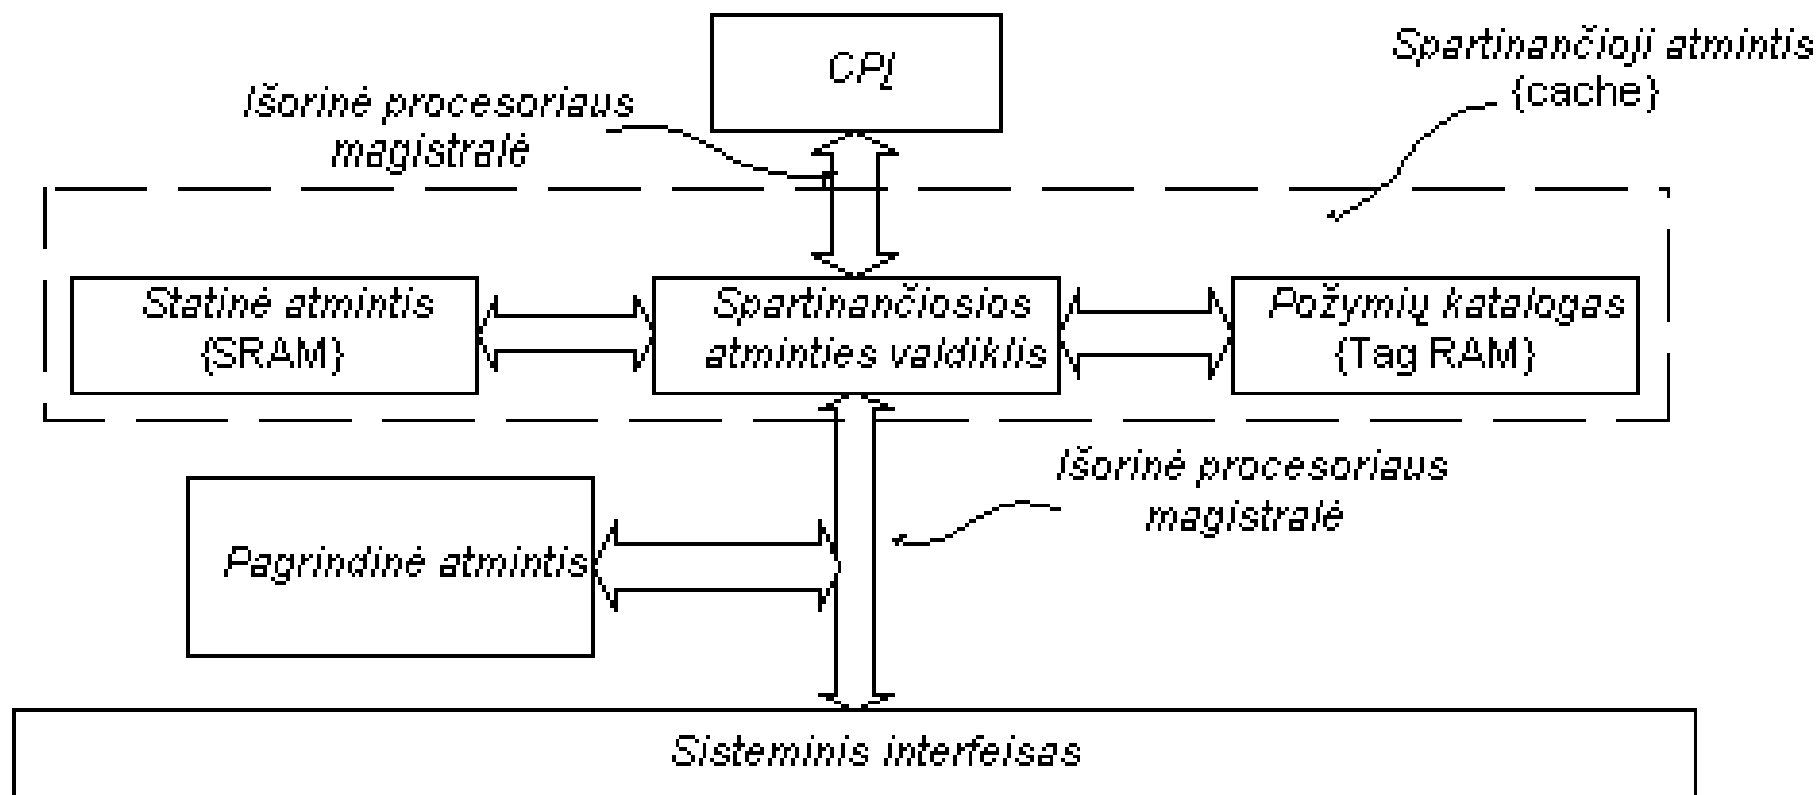 CPĮ
Spartinančioji atmintis
{cache}
Išorinė procesoriaus
magistralė
Statinė atmintis
{SRAM}
Spartinančiosios
atminties valdiklis
Požymių katalogas
{Tag RAM}
Išorinė procesoriaus
magistralė
Pagrindinė atmintis
Sisteminis interfeisas